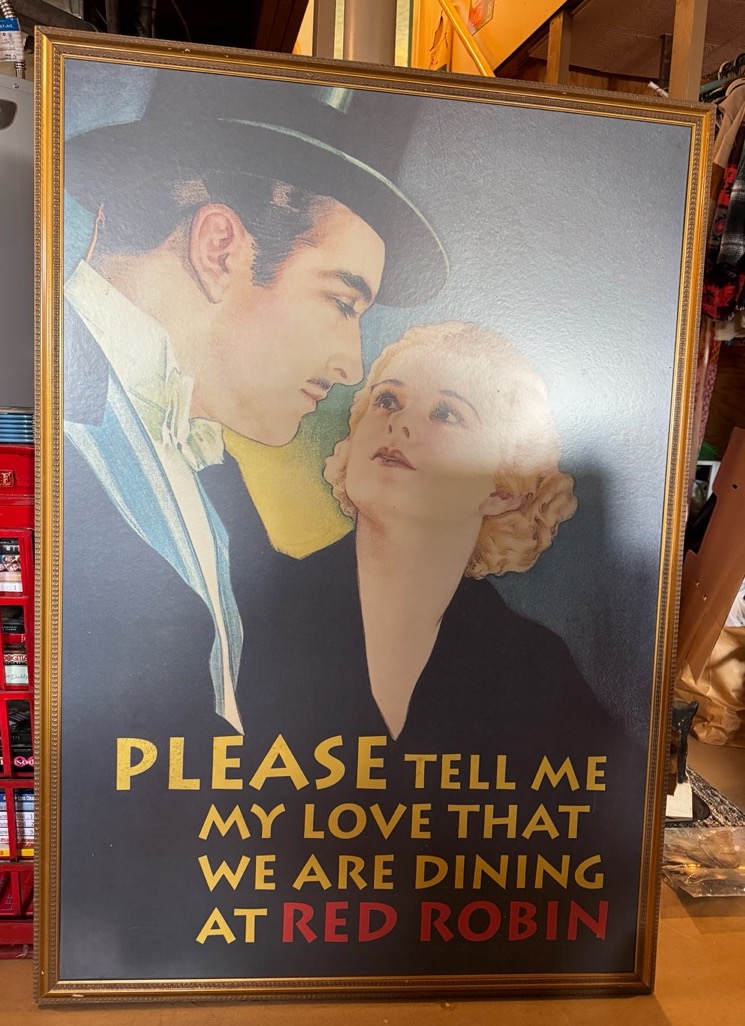 PLEASE TELL ME
MY LOVE THAT
WE ARE DINING
AT RED ROBIN